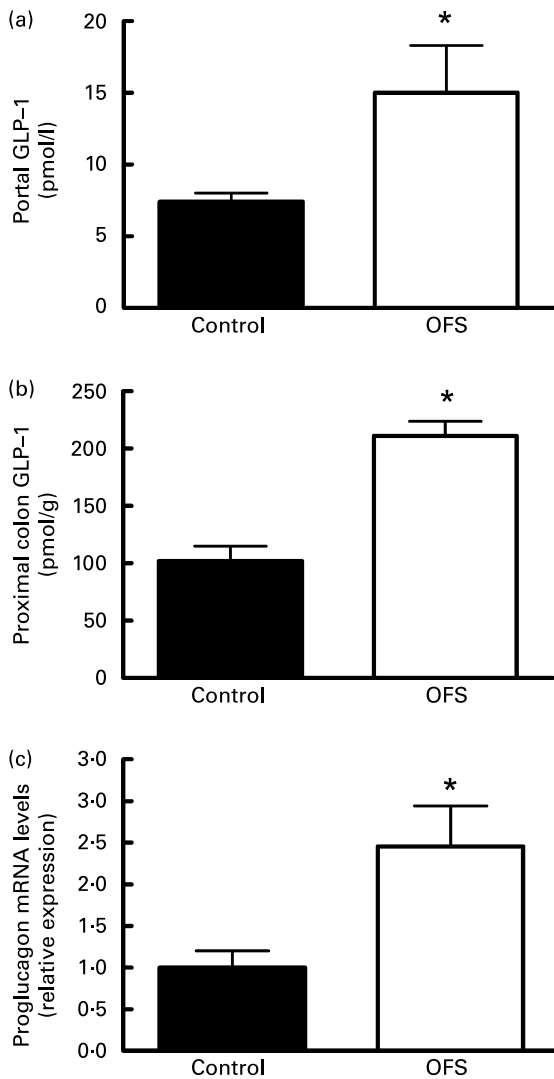 (a)
Portal GLP–1
(pmol/l)
20
15
10
5
0
*
Control
OFS
(b)
Proximal colon GLP–1
(pmol/g)
250
200
150
100
50
0
*
Control
OFS
(c)
Proglucagon mRNA levels
(relative expression)
3·5
3·0
2·5
2·0
1·5
1·0
0·5
0·0
*
Control
OFS